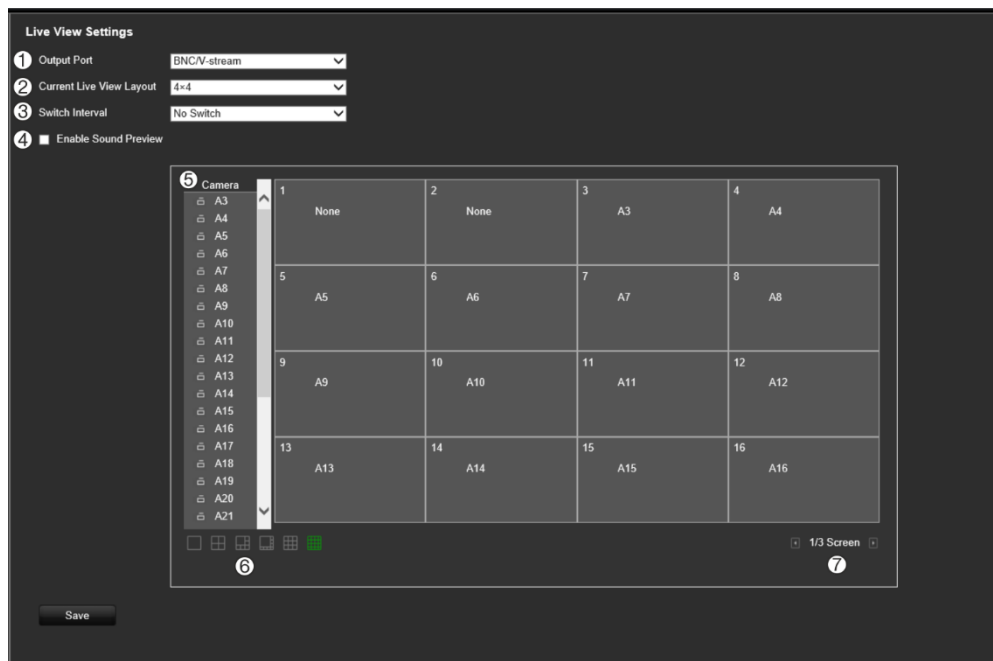 Live View Settings
1 Output Port BNC/V-stream
2 Current Live View Layout 4×4
3 Switch Interval No Switch
4 Enable Sound Preview
5 Camera
A3
A4
A5
A6
A7
A8
A9
A10
A11
A12
A13
A14
A15
A16
A17
A18
A19
A20
A21
1 None
2 None
3 A3
4 A4
5 A5
6 A6
7 A7
8 A8
9 A9
10 A10
11 A11
12 A12
13 A13
14 A14
15 A15
16 A16
6
1/3 Screen
7
Save